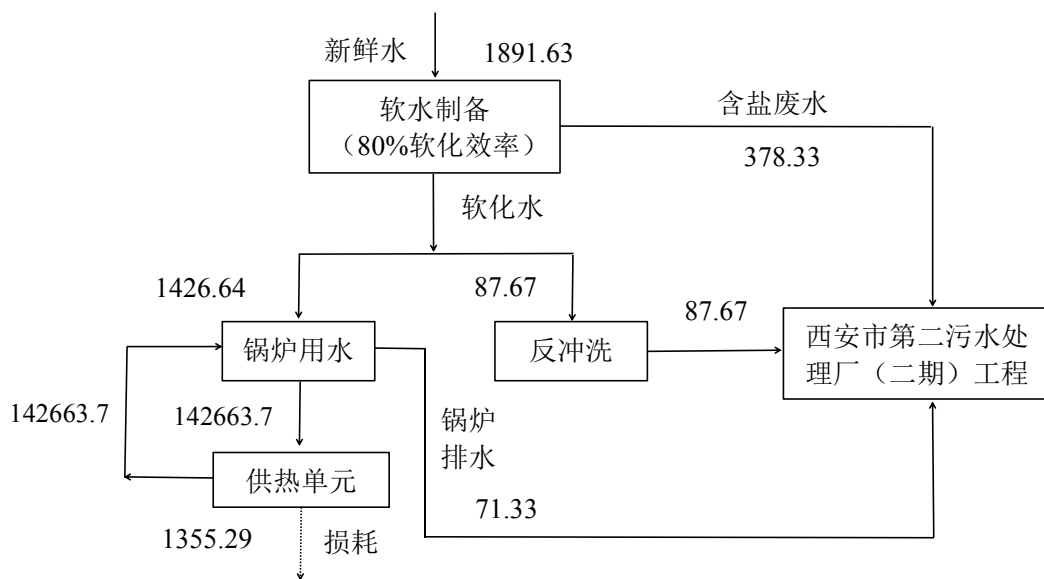 新鲜水
1891.63
软水制备
（80%软化效率）
含盐废水
378.33
软化水
1426.64
87.67
87.67
锅炉用水
反冲洗
西安市第二污水处
理厂（二期）工程
142663.7
142663.7
锅炉
排水
供热单元
71.33
1355.29
损耗